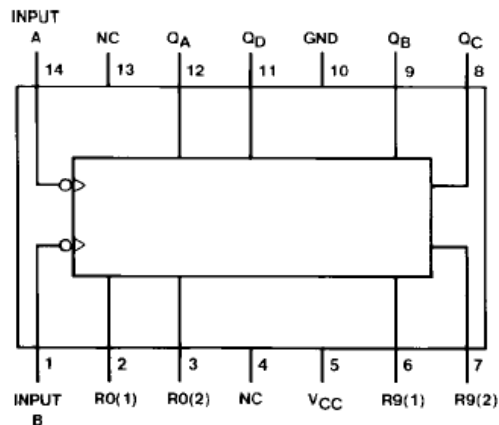 INPUT
A NC QA QD GND QB QC
14 13 12 11 10 9 8
1 2 3 4 5 6 7
INPUT R0(1) R0(2) NC VCC R9(1) R9(2)
B